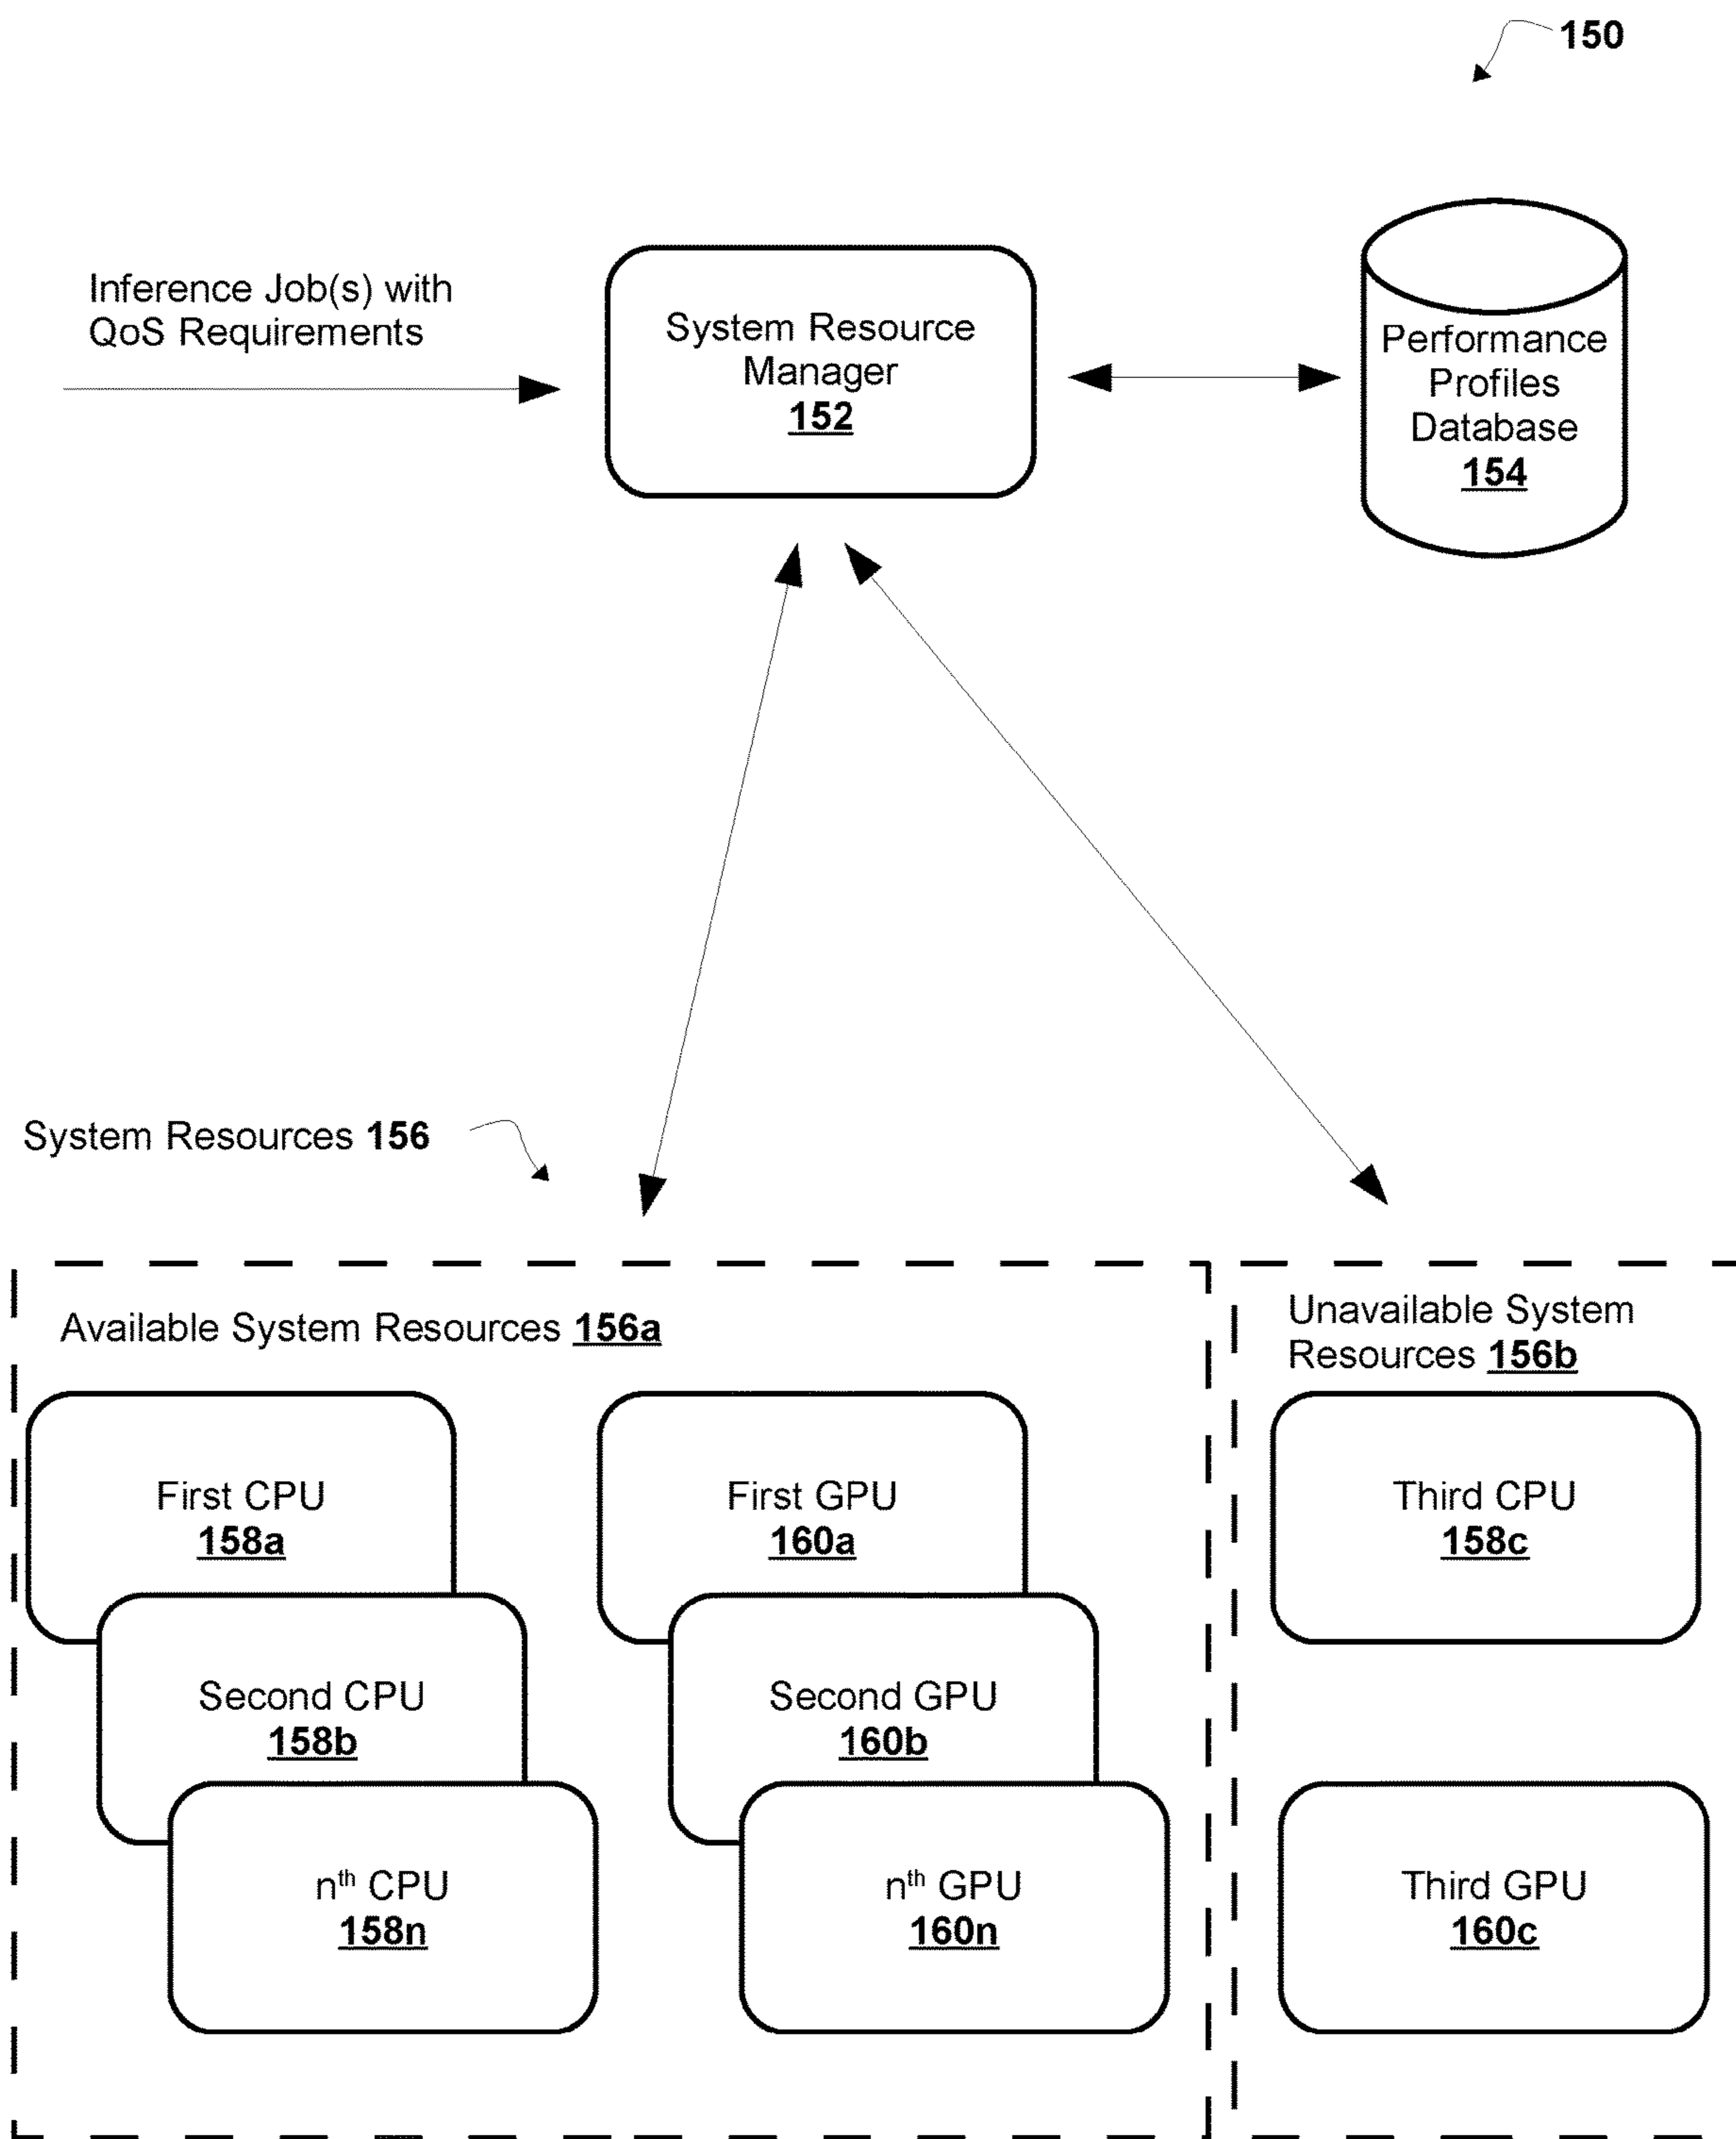 150
Inference Job(s) with
QoS Requirements
System Resource
Manager
152
Performance
Profiles
Database
154
System Resources 156
Available System Resources 156a
Unavailable System
Resources 156b
First CPU
158a
First GPU
160a
Third CPU
158c
Second CPU
158b
Second GPU
160b
nth CPU
158n
nth GPU
160n
Third GPU
160c